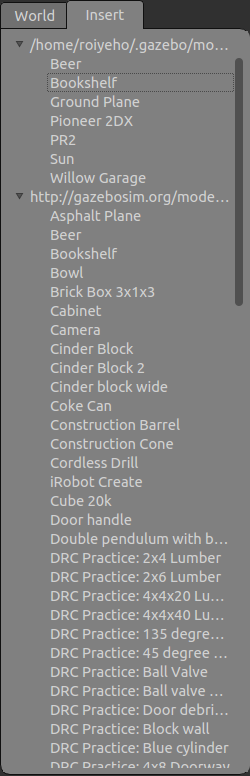 World Insert
/home/roiyeho/.gazebo/mo...
Beer
Bookshelf
Ground Plane
Pioneer 2DX
PR2
Sun
Willow Garage
http://gazebosim.org/mode...
Asphalt Plane
Beer
Bookshelf
Bowl
Brick Box 3x1x3
Cabinet
Camera
Cinder Block
Cinder Block 2
Cinder block wide
Coke Can
Construction Barrel
Construction Cone
Cordless Drill
iRobot Create
Cube 20k
Door handle
Double pendulum with b...
DRC Practice: 2x4 Lumber
DRC Practice: 2x6 Lumber
DRC Practice: 4x4x20 Lu...
DRC Practice: 4x4x40 Lu...
DRC Practice: 135 degre...
DRC Practice: 45 degree ...
DRC Practice: Ball Valve
DRC Practice: Ball valve ...
DRC Practice: Door debri...
DRC Practice: Block wall
DRC Practice: Blue cylinder
DRC Practice: 4x8 Doorway